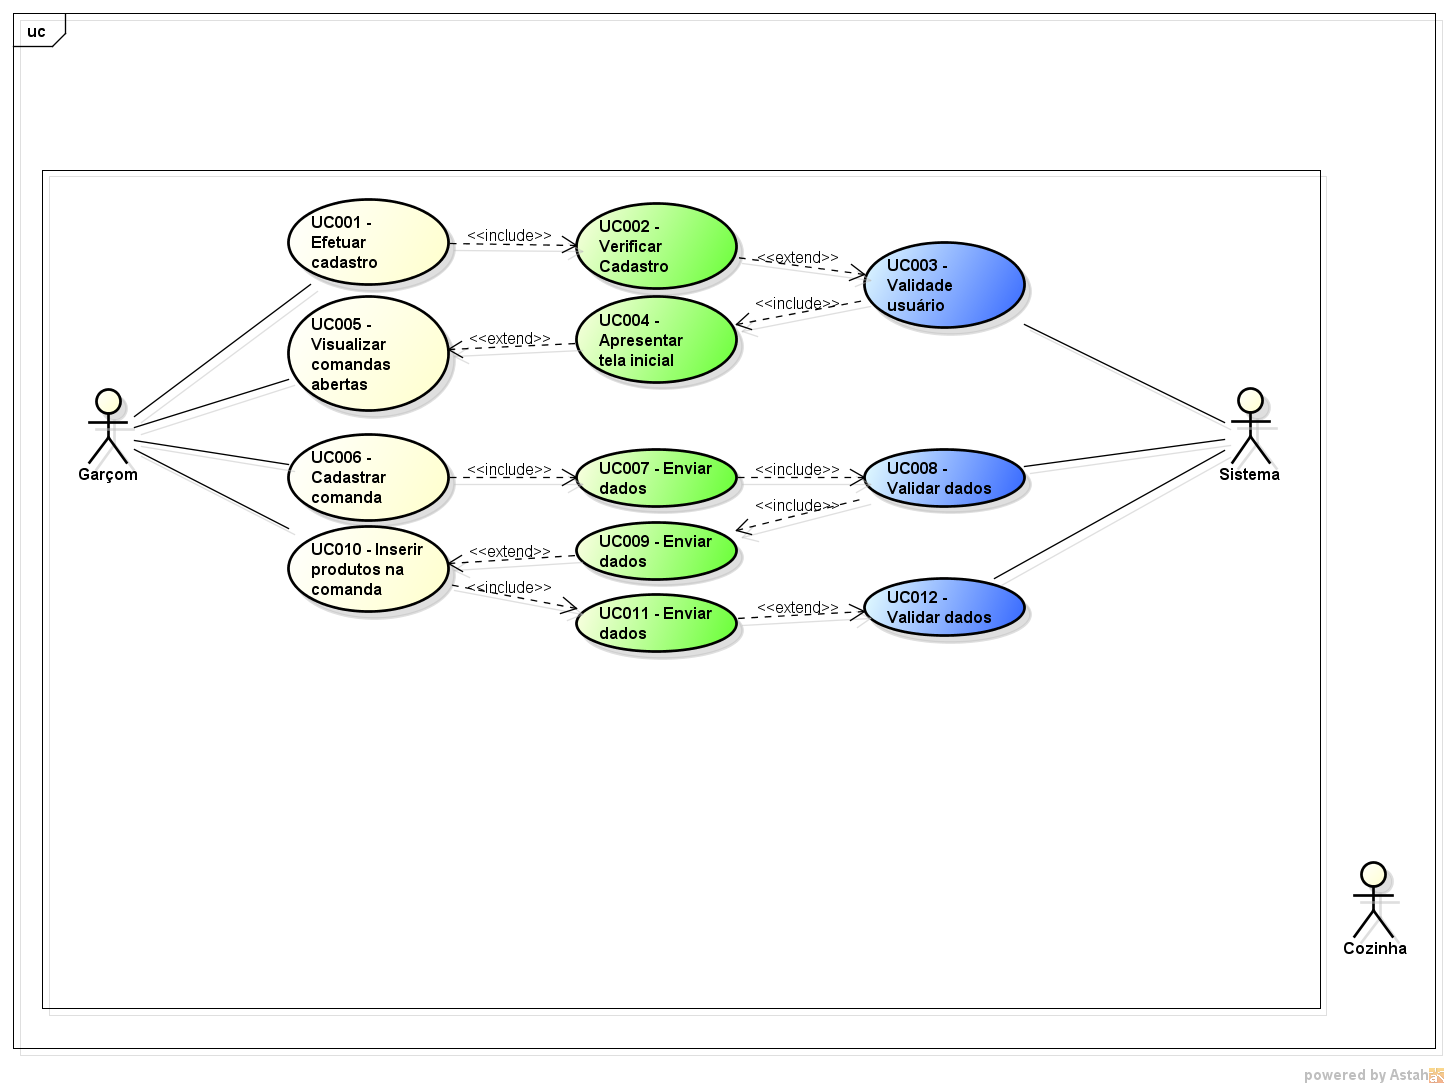 uc
UC001 -
Efetuar
cadastro
<<include>>
UC002 -
Verificar
Cadastro
<<extend>>
UC003 -
Validade
usuário
<<include>>
UC004 -
Apresentar
tela inicial
<<extend>>
UC005 -
Visualizar
comandas
abertas
Garçom
Sistema
UC006 -
Cadastrar
comanda
<<include>>
UC007 - Enviar
dados
<<include>>
UC008 -
Validar dados
<<include>>
UC009 - Enviar
dados
<<extend>>
UC010 - Inserir
produtos na
comanda
<<include>>
UC011 - Enviar
dados
<<extend>>
UC012 -
Validar dados
Cozinha
powered by Astah